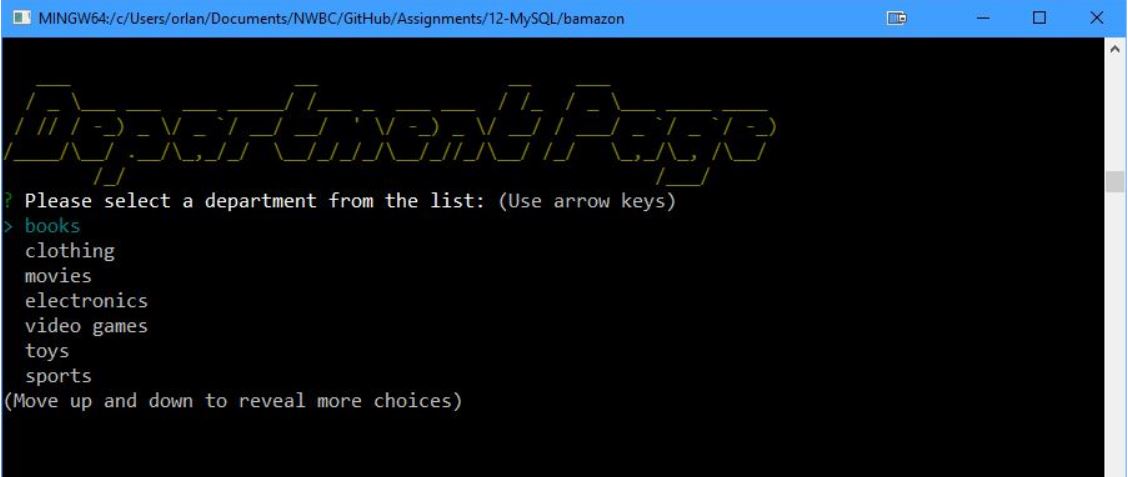 MINGW64:/c/Users/orlan/Documents/NWBC/GitHub/Assignments/12-MySQL/bamazon
Department Page
? Please select a department from the list: (Use arrow keys)
> books
clothing
movies
electronics
video games
toys
sports
(Move up and down to reveal more choices)